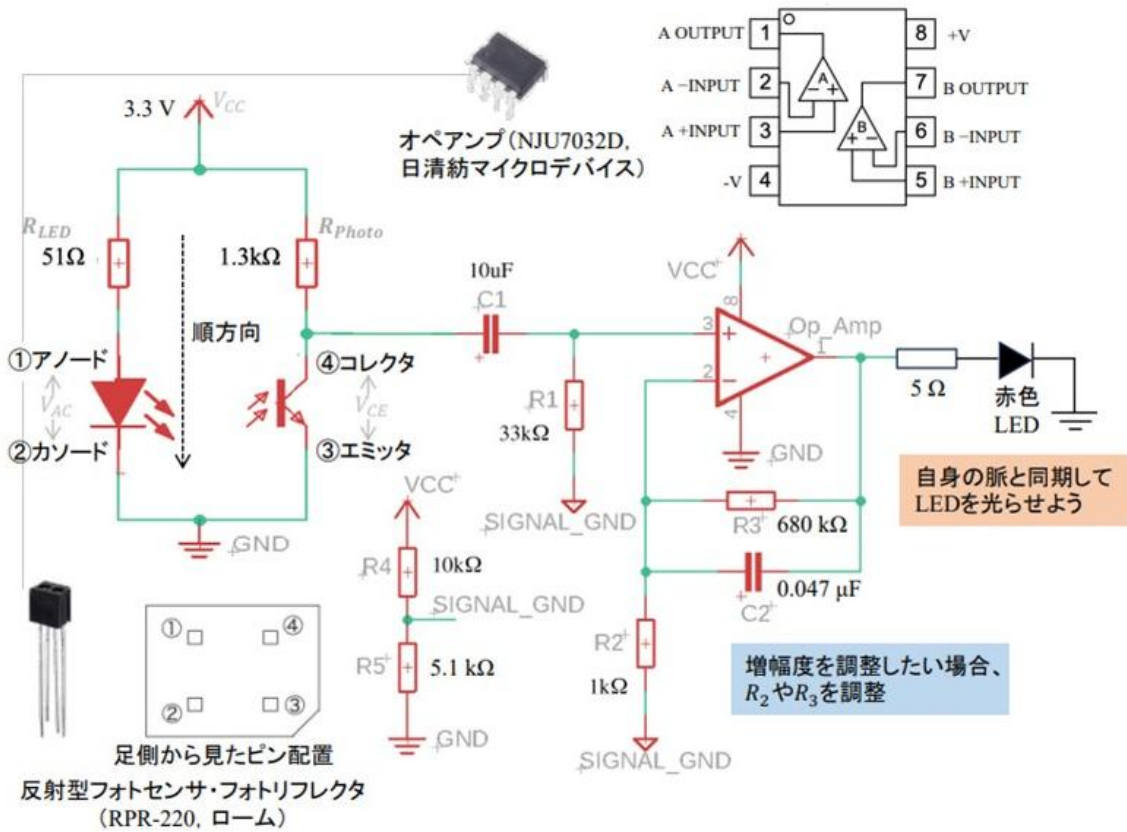 A OUTPUT 1 8 +V
A −INPUT 2 7 B OUTPUT
A +INPUT 3 6 B −INPUT
-V 4 5 B +INPUT
A
− +
B
+ −
オペアンプ(NJU7032D,
日清紡マイクロデバイス)
3.3 V
V_CC
R_LED
51Ω
R_Photo
1.3kΩ
順方向
①アノード
V_AC
②カソード
④コレクタ
V_CE
③エミッタ
GND
10uF
C1
R1
33kΩ
SIGNAL_GND
VCC
8
3
2
1
4
Op_Amp
GND
5 Ω
赤色
LED
自身の脈と同期して
LEDを光らせよう
R3
680 kΩ
0.047 μF
C2
R2
1kΩ
SIGNAL_GND
VCC
R4
10kΩ
SIGNAL_GND
R5
5.1 kΩ
GND
増幅度を調整したい場合、
R₂やR₃を調整
① ④
② ③
足側から見たピン配置
反射型フォトセンサ・フォトリフレクタ
(RPR-220, ローム)